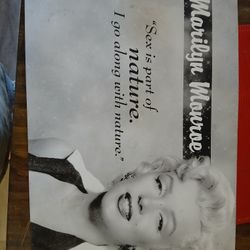 Marilyn Monroe
"Sex is part of
nature.
I go along with nature."